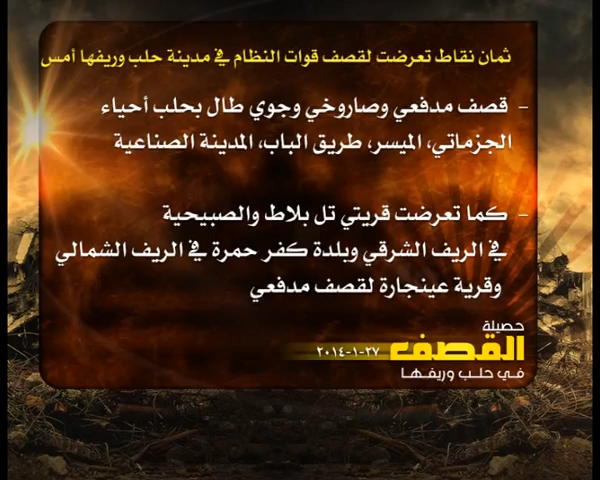 ثمان نقاط تعرضت لقصف قوات النظام في مدينة حلب وريفها أمس
- قصف مدفعي وصاروخي وجوي طال بحلب أحياء
الجزماتي، الميسر، طريق الباب، المدينة الصناعية
- كما تعرضت قريتي تل بلاط والصبيحية
في الريف الشرقي وبلدة كفر حمرة في الريف الشمالي
وقرية عينجارة لقصف مدفعي
حصيلة
القصف ٢٧-١-٢٠١٤
في حلب وريفها